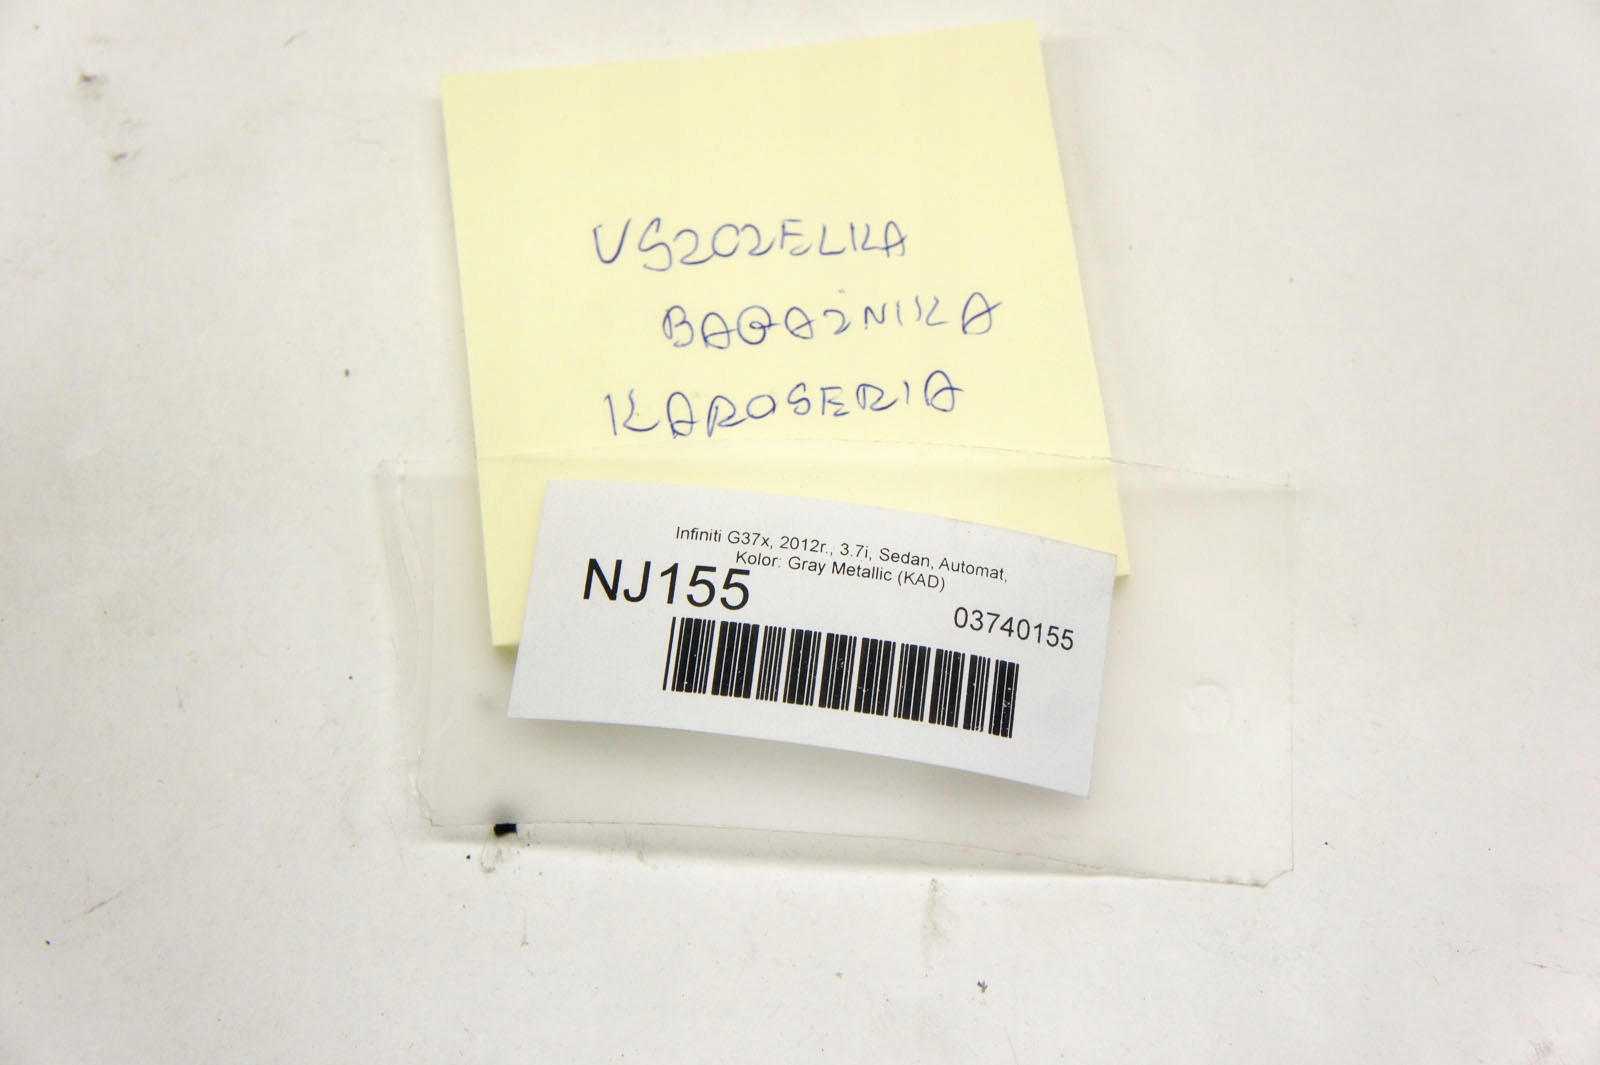 USZCZELKA
BAGAŻNIKA
KAROSERIA
Infiniti G37x, 2012r., 3.7i, Sedan, Automat,
Kolor: Gray Metallic (KAD)
NJ155
03740155